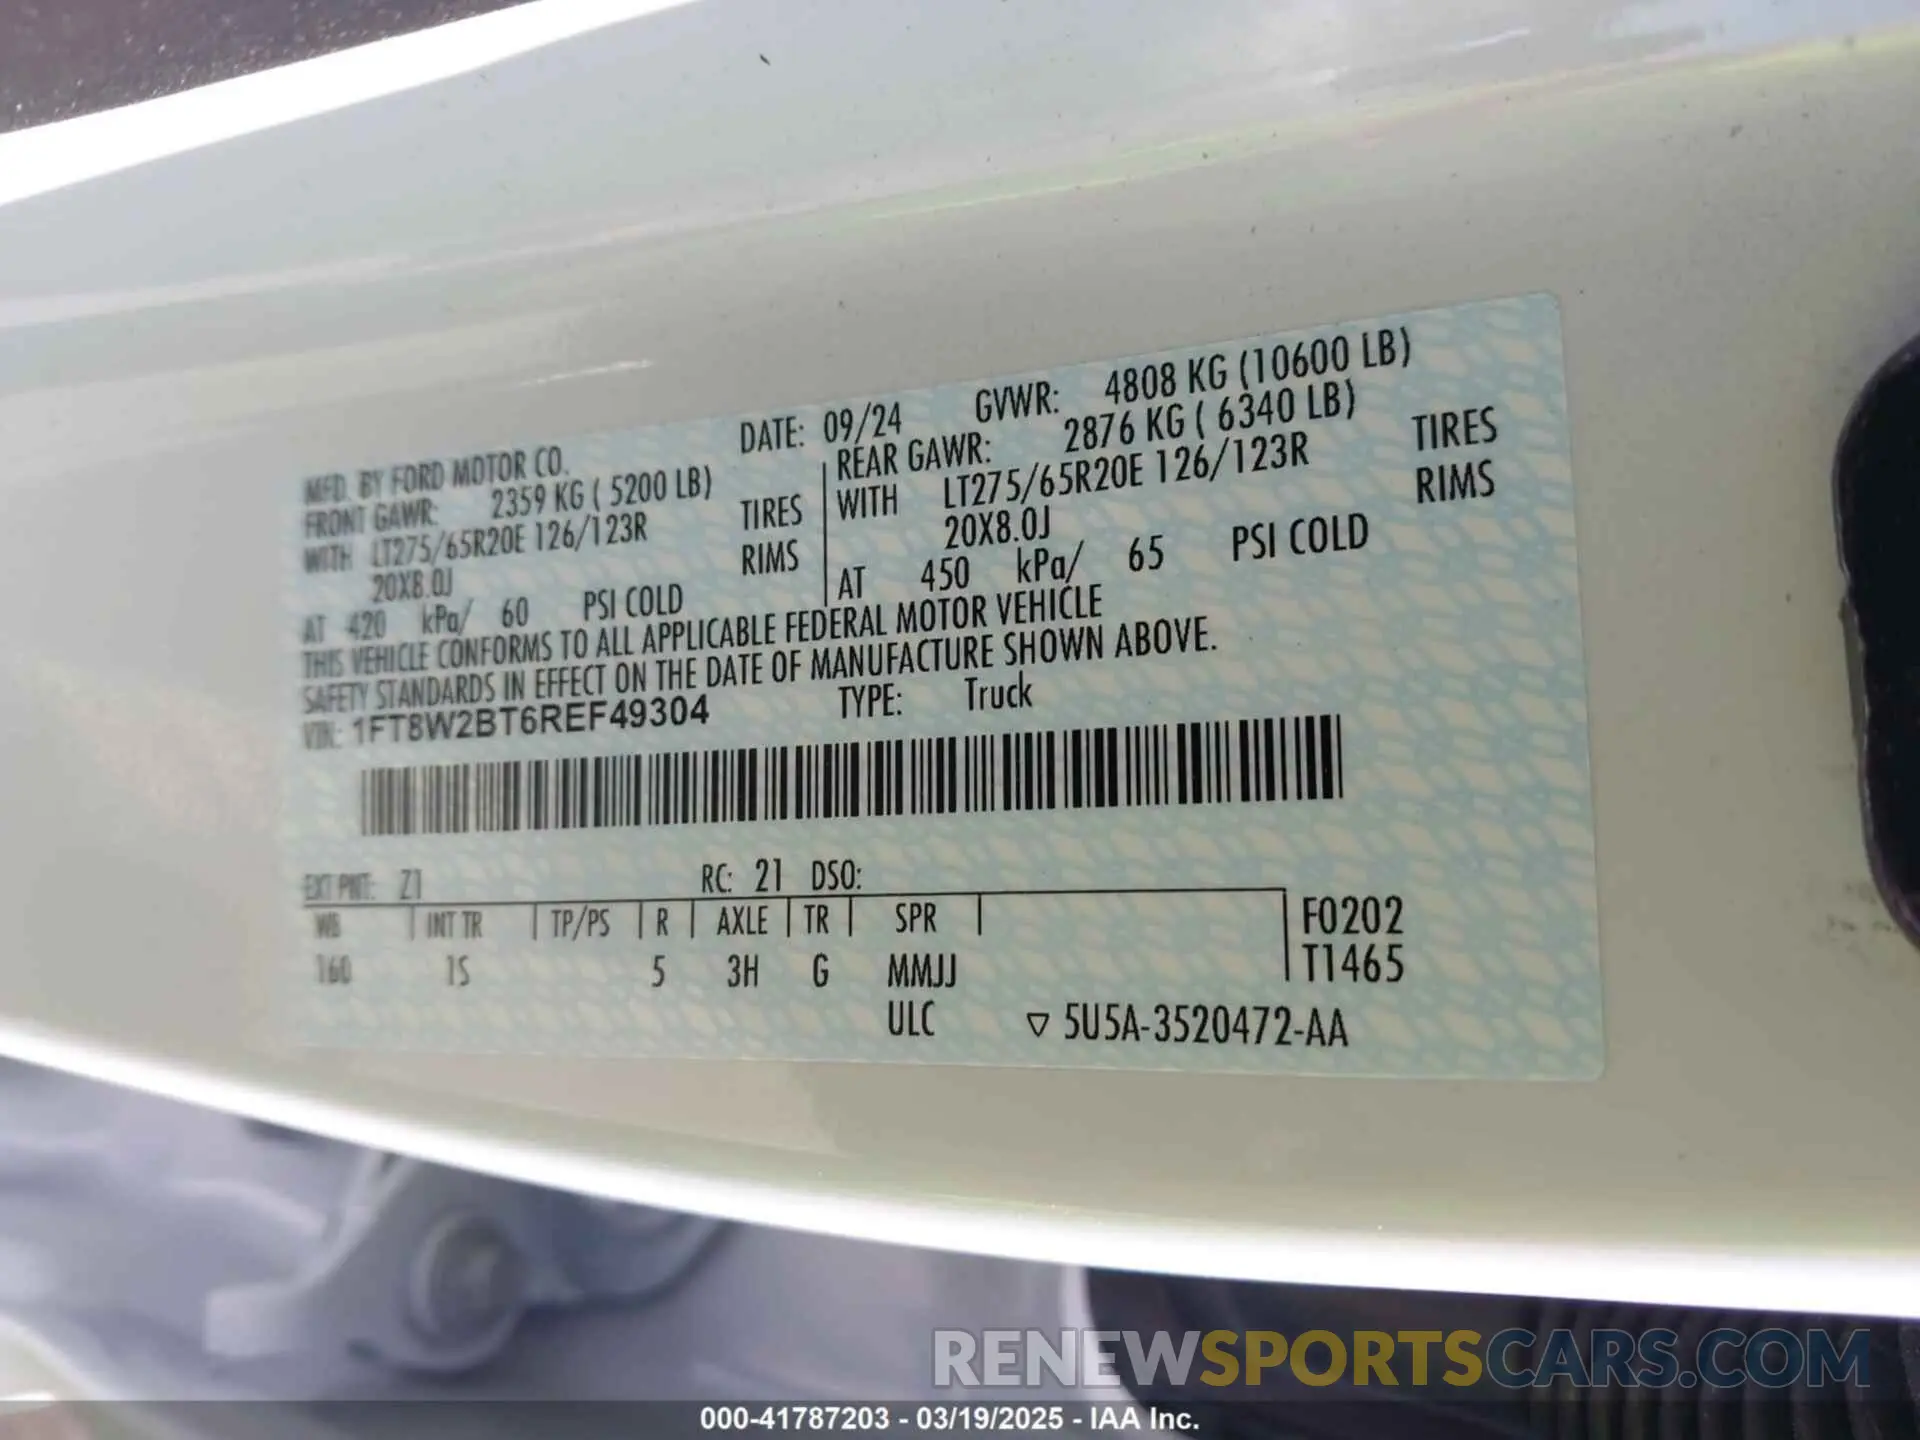 MFD. BY FORD MOTOR CO. DATE: 09/24 GVWR: 4808 KG (10600 LB)
FRONT GAWR: 2359 KG ( 5200 LB) REAR GAWR: 2876 KG ( 6340 LB)
WITH LT275/65R20E 126/123R TIRES WITH LT275/65R20E 126/123R TIRES
20X8.0J RIMS 20X8.0J RIMS
AT 420 kPa/ 60 PSI COLD AT 450 kPa/ 65 PSI COLD
THIS VEHICLE CONFORMS TO ALL APPLICABLE FEDERAL MOTOR VEHICLE
SAFETY STANDARDS IN EFFECT ON THE DATE OF MANUFACTURE SHOWN ABOVE.
VIN: 1FT8W2BT6REF49304 TYPE: Truck
EXT PNT: Z1 RC: 21 DSO:
WB INT TR TP/PS R AXLE TR SPR F0202
160 1S 5 3H G MMJJ T1465
ULC ▽ 5U5A-3520472-AA
RENEWSPORTSCARS.COM
000-41787203 - 03/19/2025 - IAA Inc.